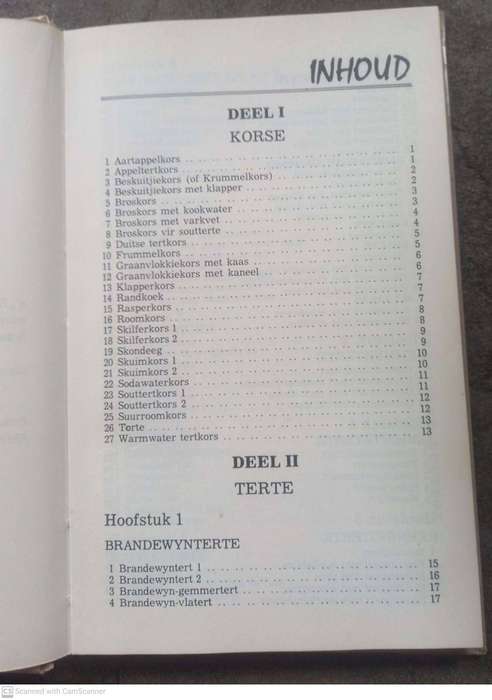 INHOUD
DEEL I
KORSE
1 Aartappelkors 1
2 Appeltertkors 1
3 Beskuitjiekors (of Krummelkors) 2
4 Beskuitjiekors met klapper 2
5 Broskors 3
6 Broskors met kookwater 3
7 Broskors met varkvet 4
8 Broskors vir soutterte 4
9 Duitse tertkors 5
10 Frummelkors 5
11 Graanvlokkiekors met kaas 6
12 Graanvlokkiekors met kaneel 6
13 Klapperkors 7
14 Randkoek 7
15 Rasperkors 7
16 Roomkors 8
17 Skilferkors 1 8
18 Skilferkors 2 9
19 Skondeeg 9
20 Skuimkors 1 10
21 Skuimkors 2 10
22 Sodawaterkors 11
23 Souttertkors 1 11
24 Souttertkors 2 12
25 Suurroomkors 12
26 Torte 13
27 Warmwater tertkors 13
DEEL II
TERTE
Hoofstuk 1
BRANDEWYNTERTE
1 Brandewyntert 1 15
2 Brandewyntert 2 16
3 Brandewyn-gemmertert 17
4 Brandewyn-vlatert 17
CS Scanned with CamScanner